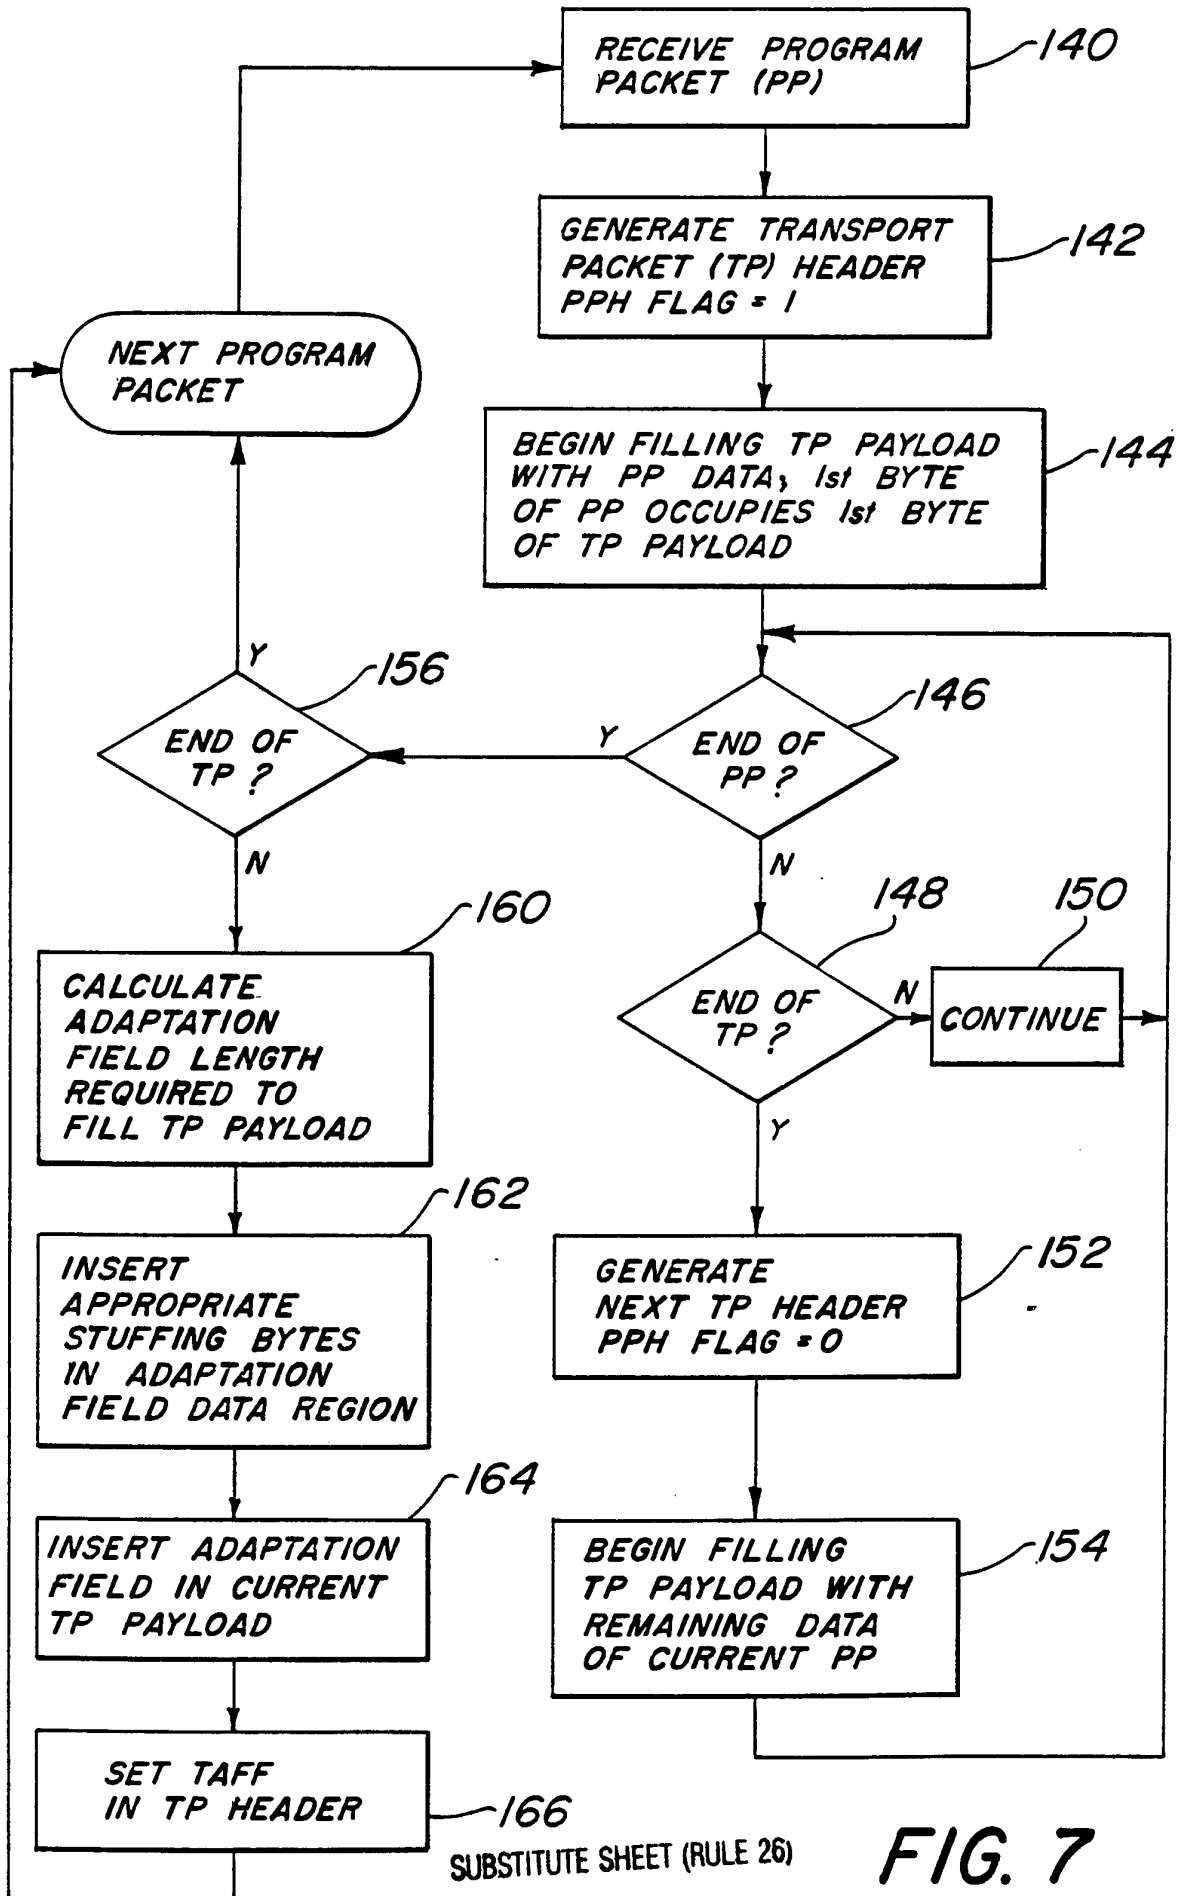 RECEIVE PROGRAM
PACKET (PP)
140
GENERATE TRANSPORT
PACKET (TP) HEADER
PPH FLAG = 1
142
NEXT PROGRAM
PACKET
BEGIN FILLING TP PAYLOAD
WITH PP DATA; 1st BYTE
OF PP OCCUPIES 1st BYTE
OF TP PAYLOAD
144
Y
156
END OF
TP?
Y
END OF
PP?
146
N
N
END OF
TP?
148
N
CONTINUE
150
Y
CALCULATE
ADAPTATION
FIELD LENGTH
REQUIRED TO
FILL TP PAYLOAD
160
INSERT
APPROPRIATE
STUFFING BYTES
IN ADAPTATION
FIELD DATA REGION
162
GENERATE
NEXT TP HEADER
PPH FLAG = 0
152
INSERT ADAPTATION
FIELD IN CURRENT
TP PAYLOAD
164
BEGIN FILLING
TP PAYLOAD WITH
REMAINING DATA
OF CURRENT PP
154
SET TAFF
IN TP HEADER
166
SUBSTITUTE SHEET (RULE 26)
FIG. 7